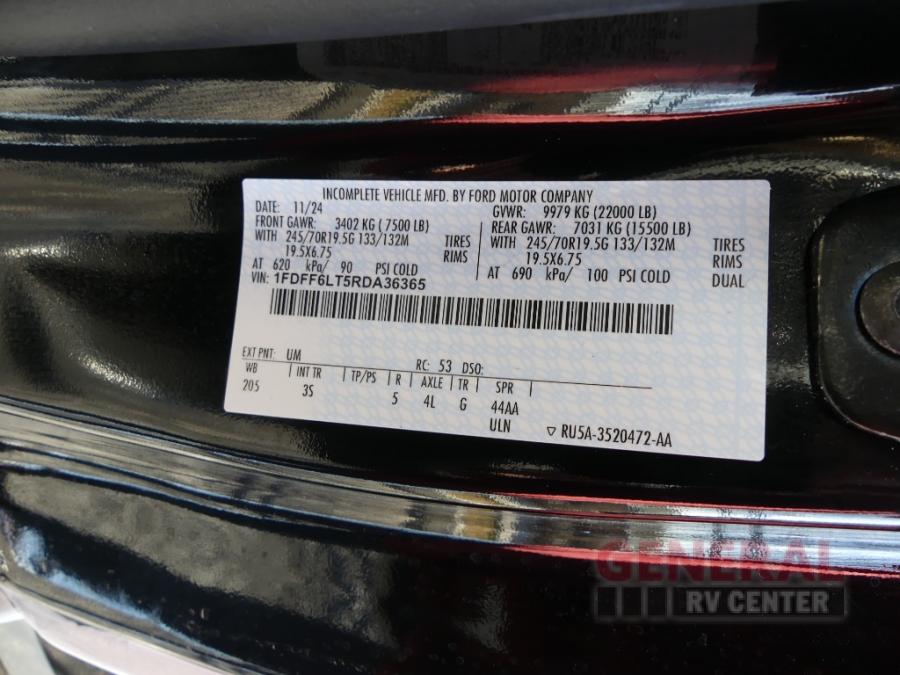 INCOMPLETE VEHICLE MFD. BY FORD MOTOR COMPANY
DATE: 11/24 GVWR: 9979 KG (22000 LB)
FRONT GAWR: 3402 KG (7500 LB) REAR GAWR: 7031 KG (15500 LB)
WITH 245/70R19.5G 133/132M TIRES WITH 245/70R19.5G 133/132M TIRES
19.5X6.75 RIMS 19.5X6.75 RIMS
AT 620 kPa/ 90 PSI COLD AT 690 kPa/ 100 PSI COLD DUAL
VIN: 1FDFF6LT5RDA36365
EXT PNT: UM RC: 53 DSO:
WB INT TR TP/PS R AXLE TR SPR
205 3S 5 4L G 44AA
ULN ▽ RU5A-3520472-AA
GENERAL
RV CENTER